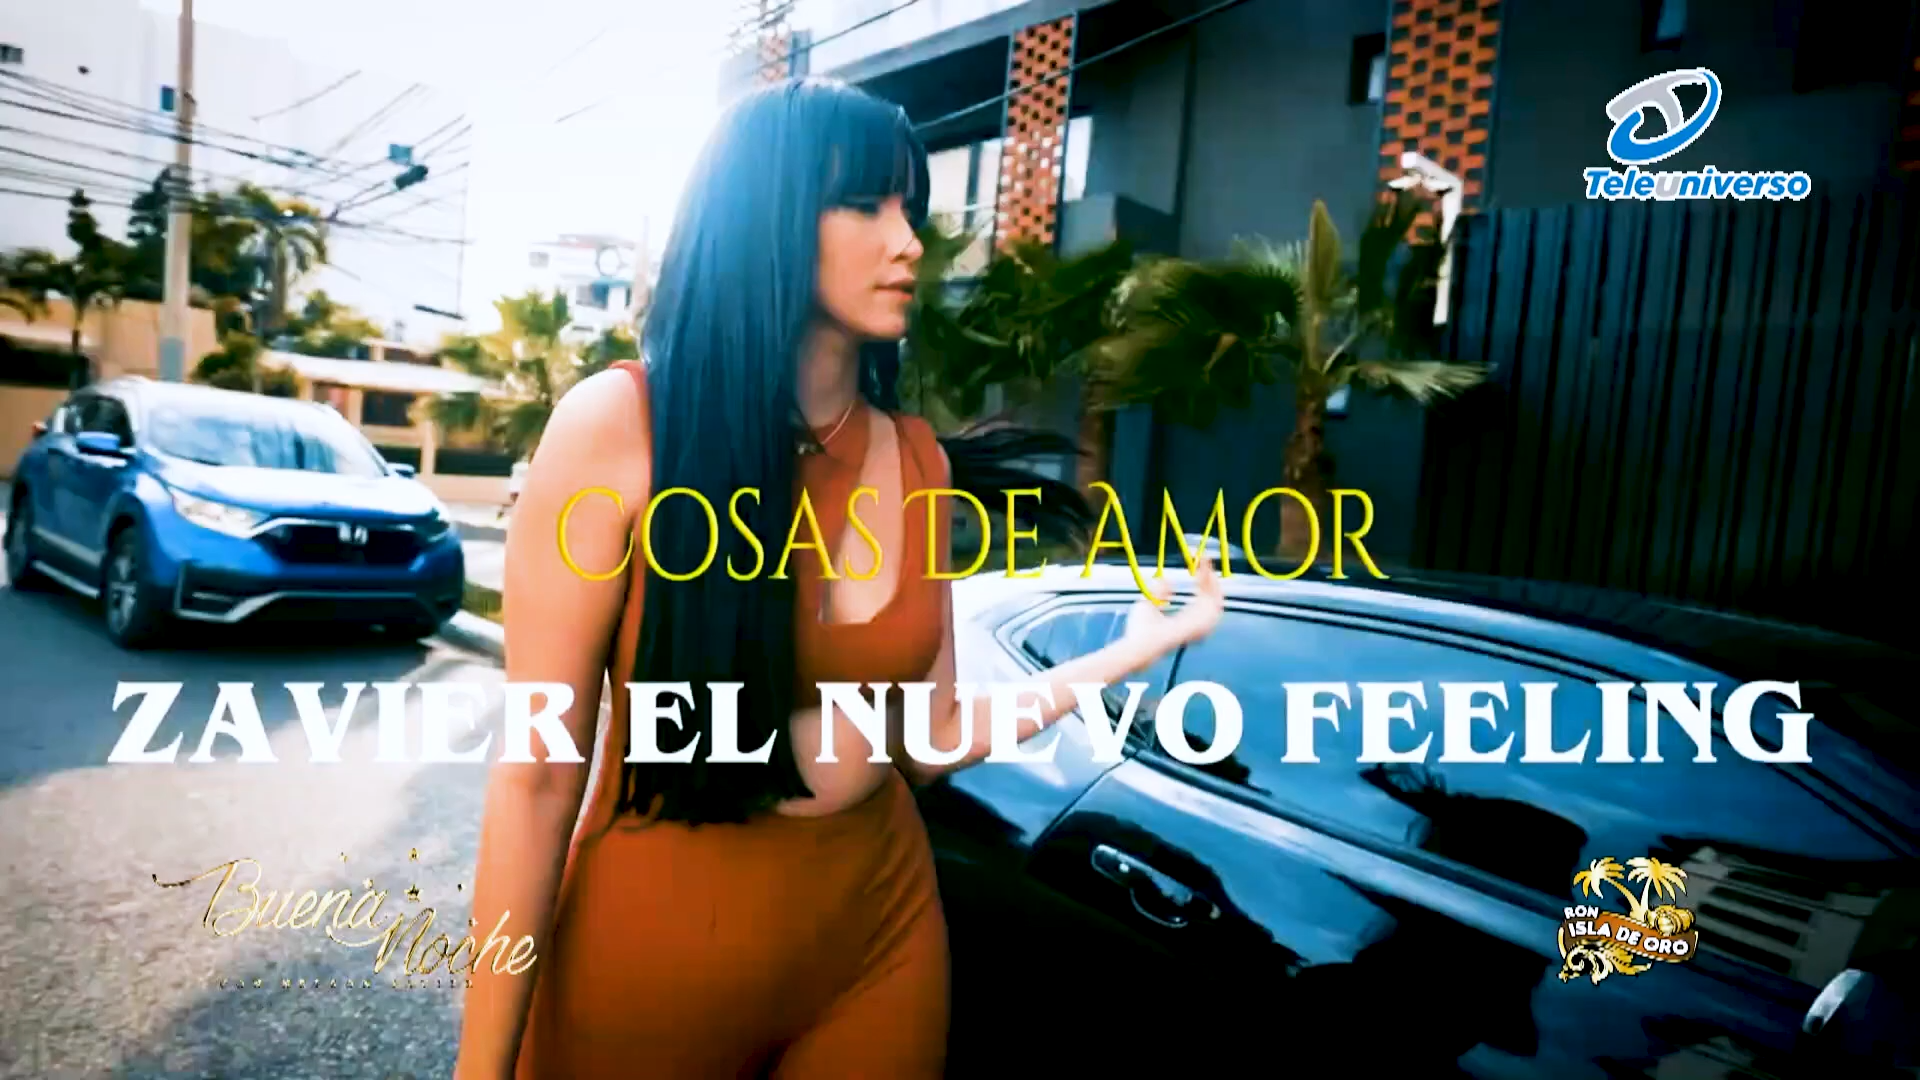 Teleuniverso
COSAS DE AMOR
ZAVIER EL NUEVO FEELING
Buena
Noche
RON
ISLA DE ORO